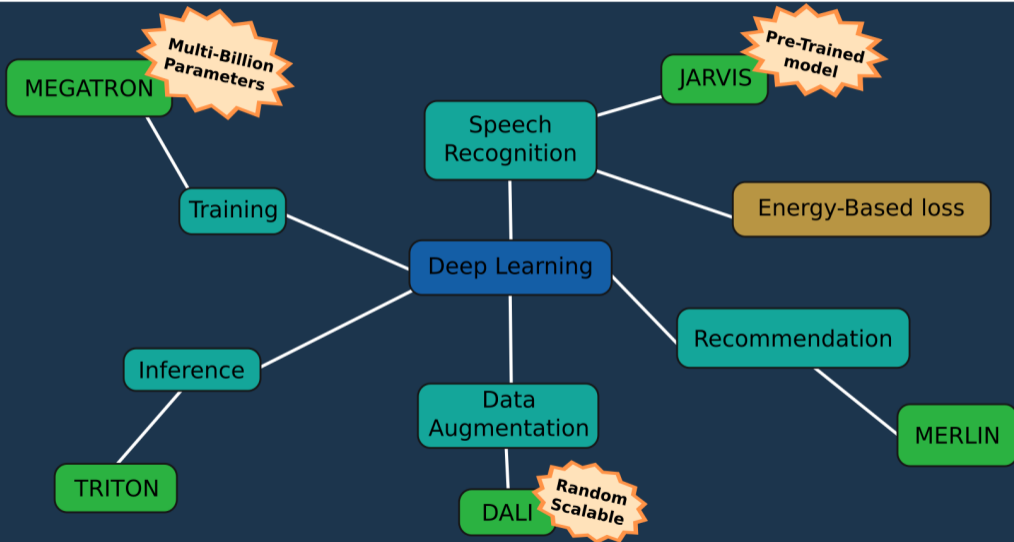 Multi-Billion
Parameters
MEGATRON
Pre-Trained
model
JARVIS
Speech
Recognition
Training
Energy-Based loss
Deep Learning
Recommendation
Inference
Data
Augmentation
MERLIN
TRITON
DALI
Random
Scalable